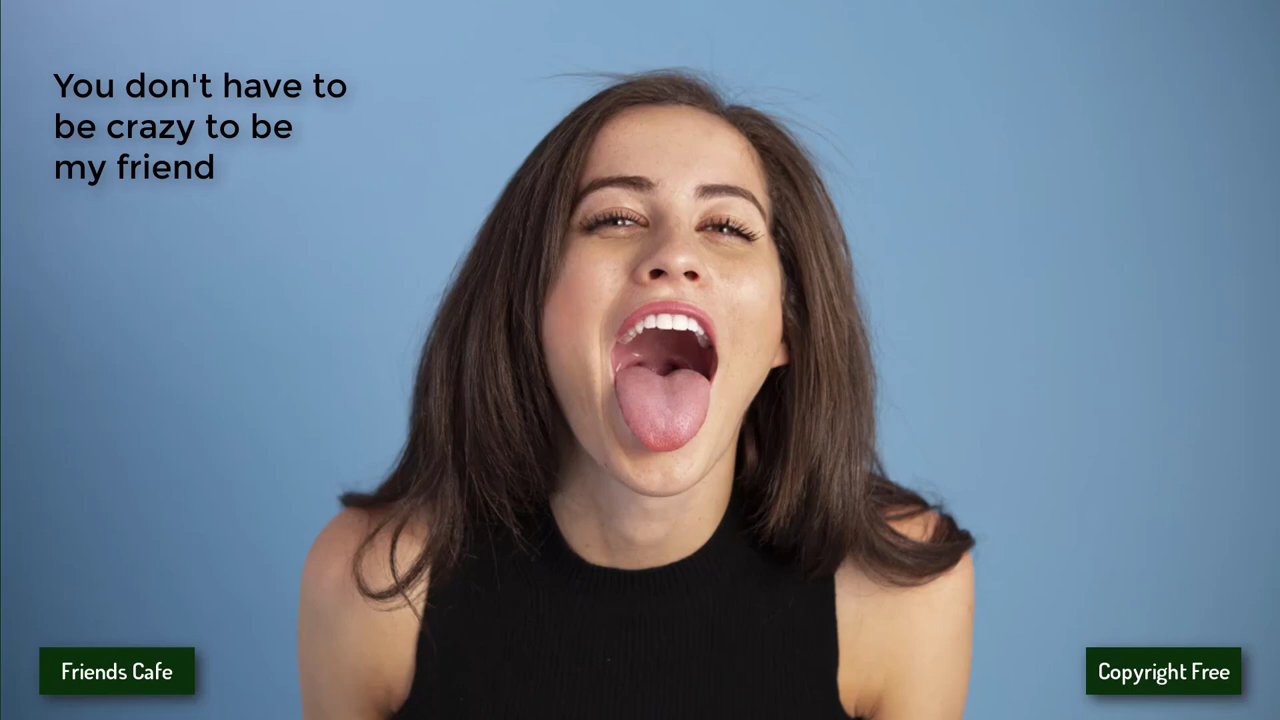 You don't have to
be crazy to be
my friend
Friends Cafe
Copyright Free